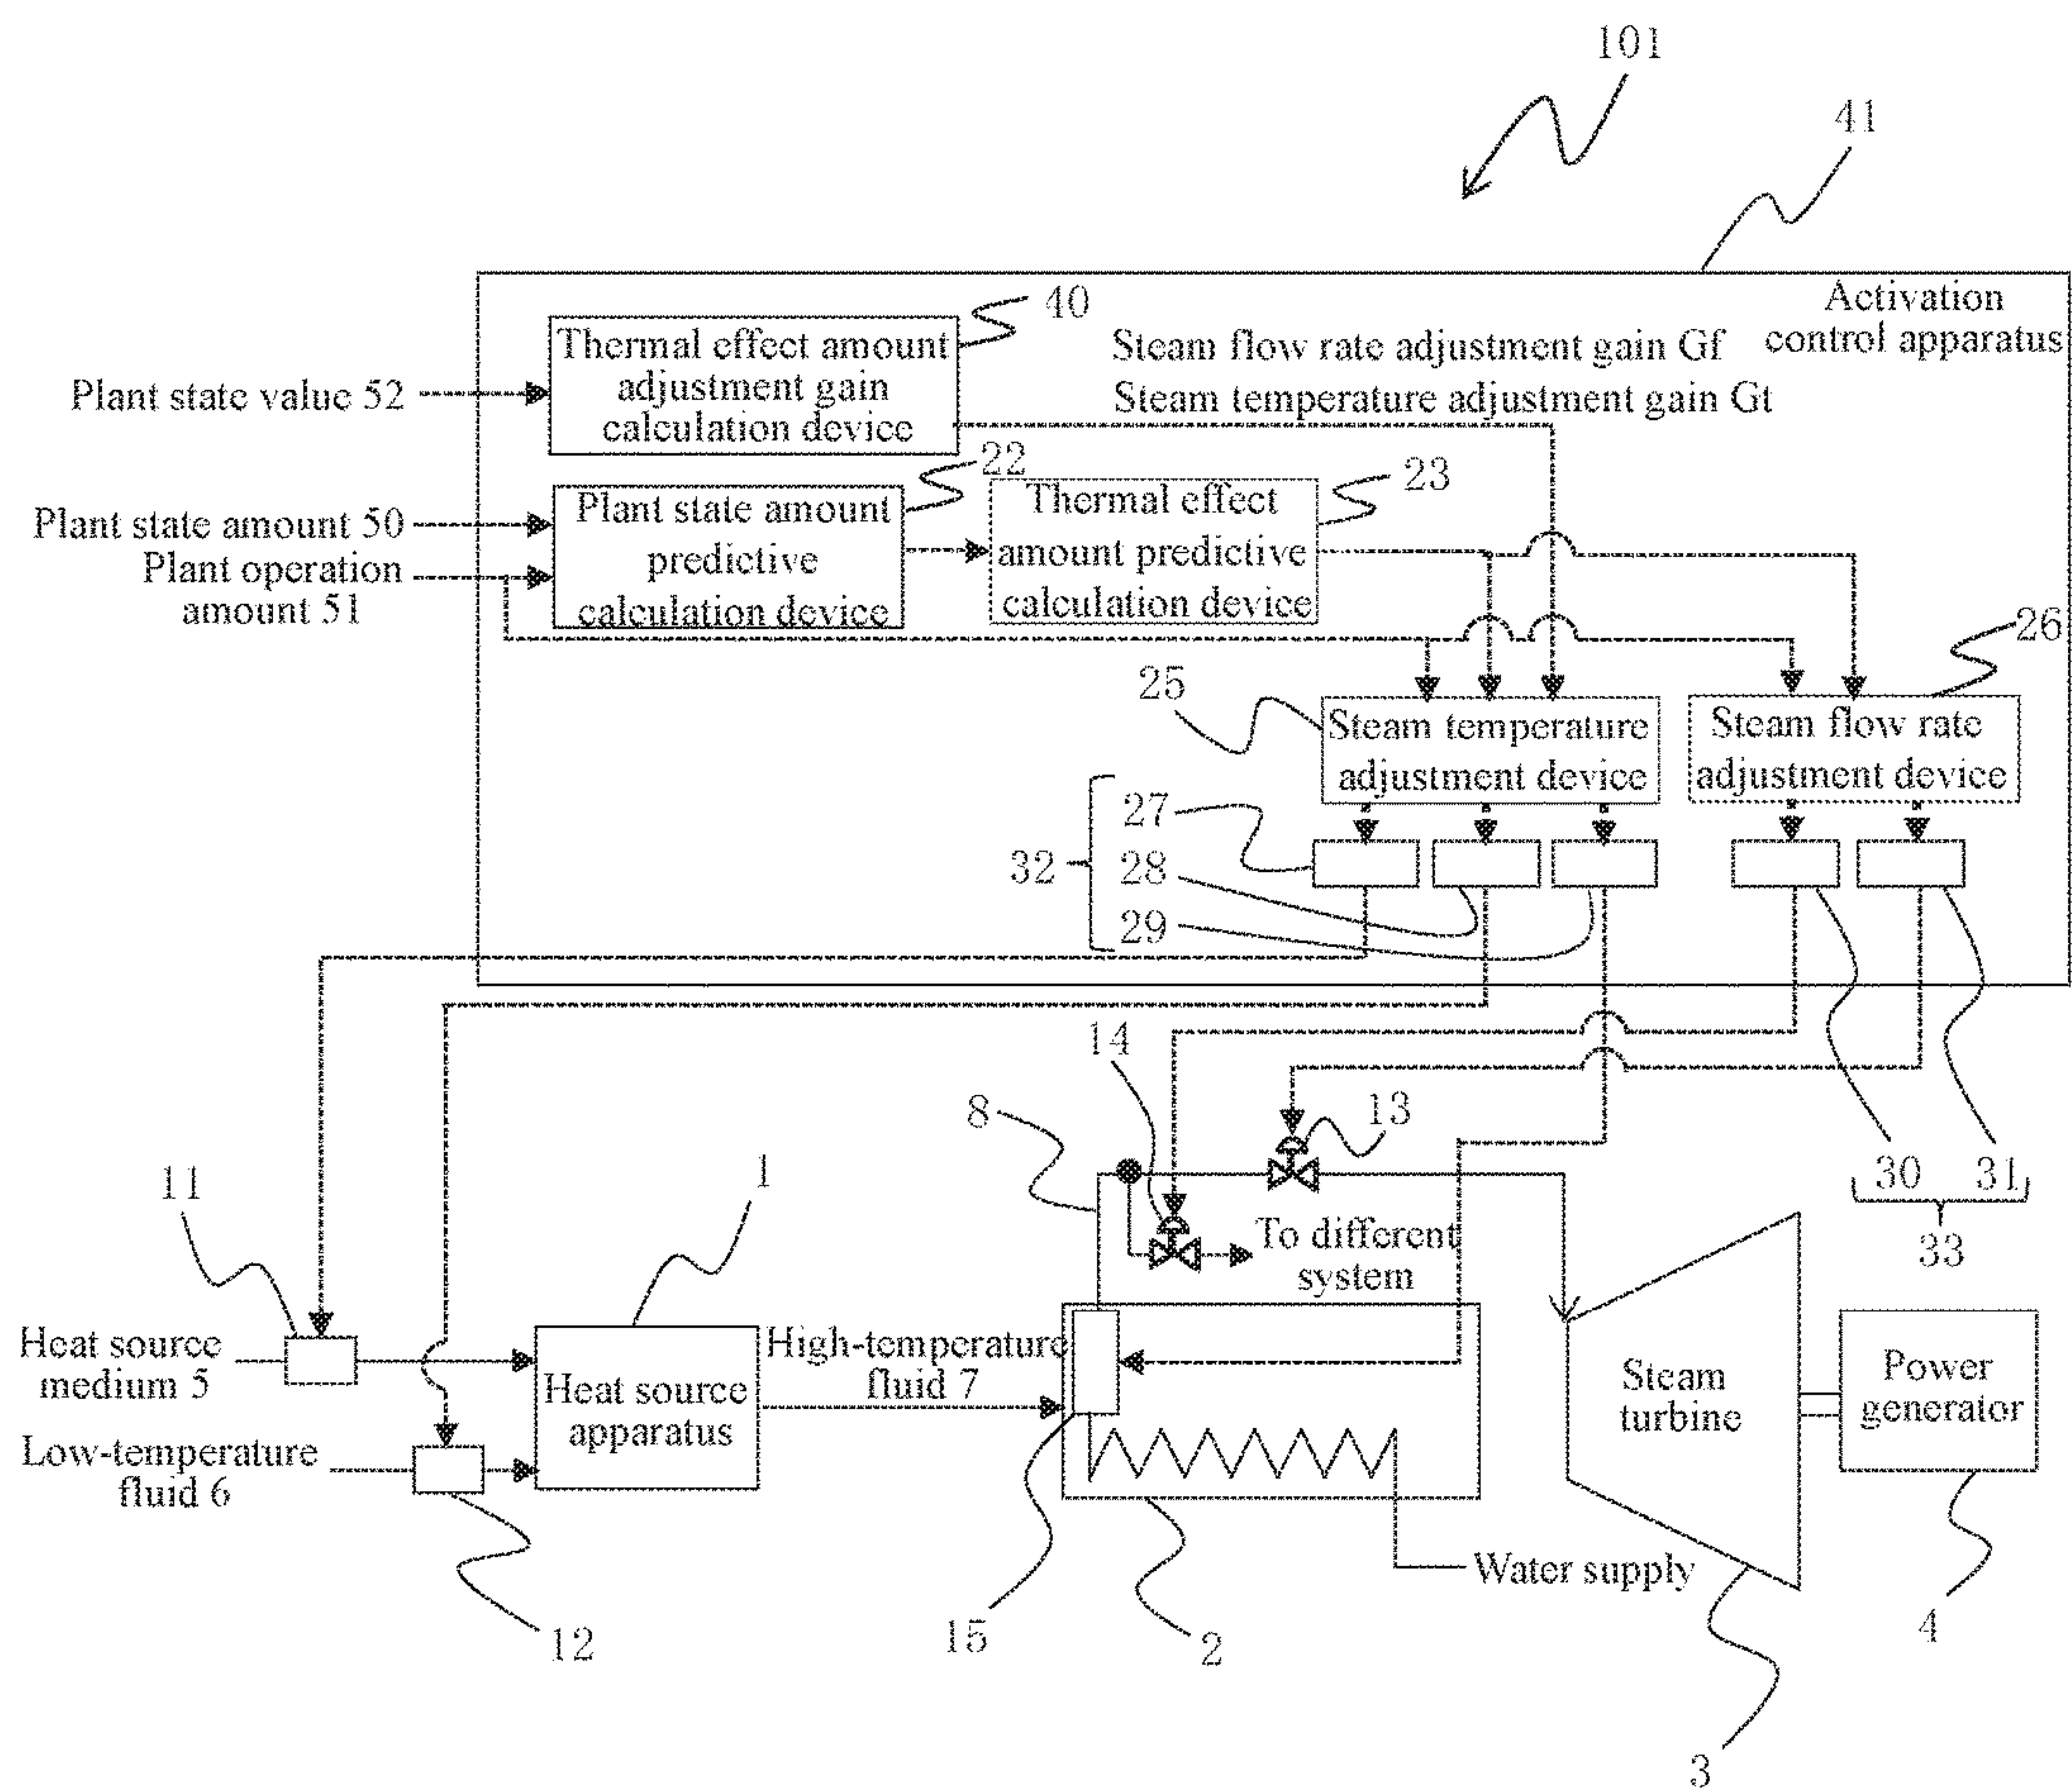 101
41
Activation
control apparatus
40
Thermal effect amount
adjustment gain
calculation device
Steam flow rate adjustment gain Gf
Steam temperature adjustment gain Gt
Plant state value 52
22
23
Plant state amount 50
Plant operation
amount 51
Plant state amount
predictive
calculation device
Thermal effect
amount predictive
calculation device
26
25
Steam temperature
adjustment device
Steam flow rate
adjustment device
27
32
28
29
14
8
13
30
31
33
11
1
To different
system
Heat source
medium 5
Low-temperature
fluid 6
Heat source
apparatus
High-temperature
fluid 7
Steam
turbine
Power
generator
Water supply
12
15
2
4
3